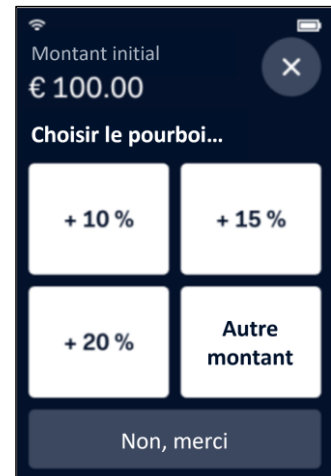 Montant initial
€ 100.00
Choisir le pourboi...
+ 10 %
+ 15 %
+ 20 %
Autre
montant
Non, merci